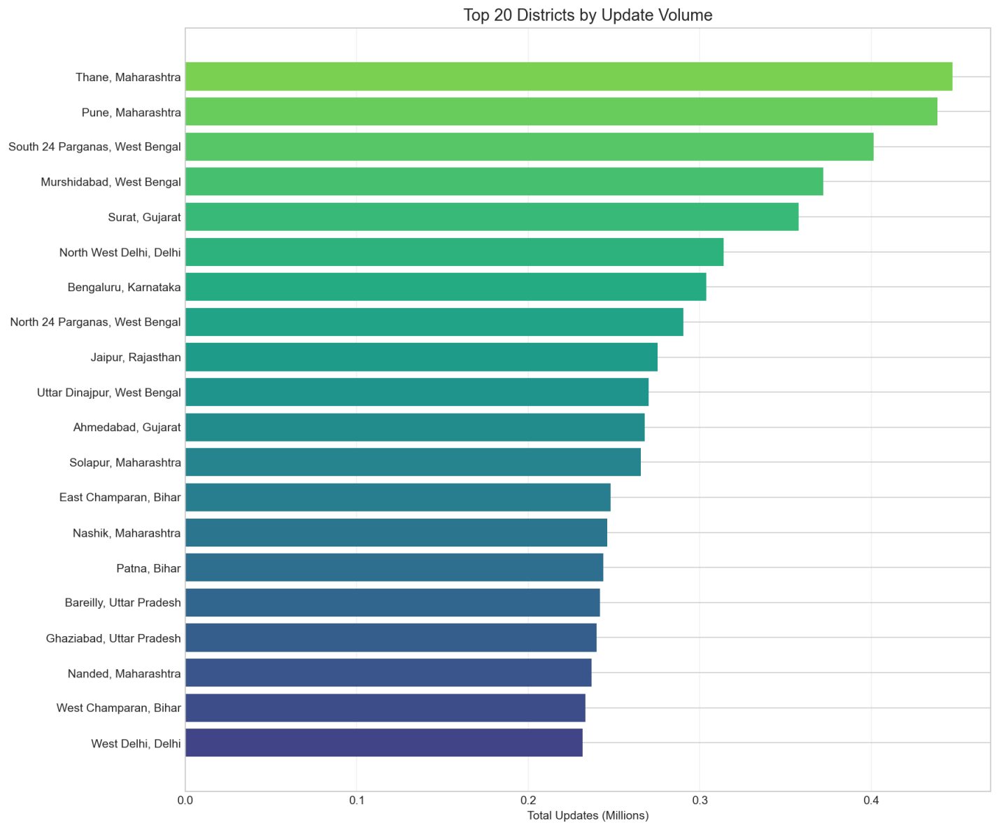 Top 20 Districts by Update Volume
Thane, Maharashtra
Pune, Maharashtra
South 24 Parganas, West Bengal
Murshidabad, West Bengal
Surat, Gujarat
North West Delhi, Delhi
Bengaluru, Karnataka
North 24 Parganas, West Bengal
Jaipur, Rajasthan
Uttar Dinajpur, West Bengal
Ahmedabad, Gujarat
Solapur, Maharashtra
East Champaran, Bihar
Nashik, Maharashtra
Patna, Bihar
Bareilly, Uttar Pradesh
Ghaziabad, Uttar Pradesh
Nanded, Maharashtra
West Champaran, Bihar
West Delhi, Delhi
0.0 0.1 0.2 0.3 0.4
Total Updates (Millions)